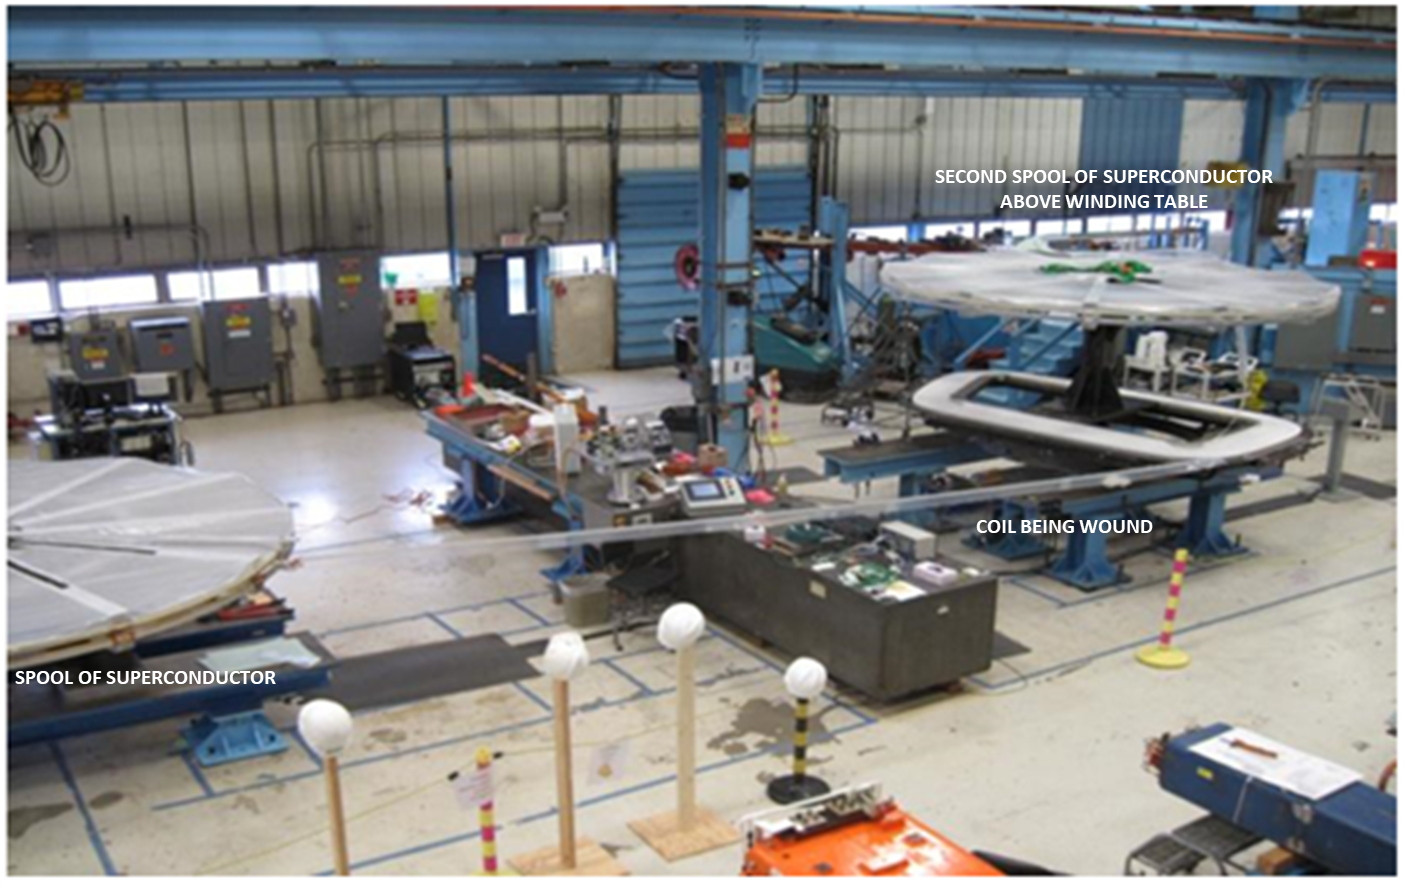 SECOND SPOOL OF SUPERCONDUCTOR
ABOVE WINDING TABLE
COIL BEING WOUND
SPOOL OF SUPERCONDUCTOR